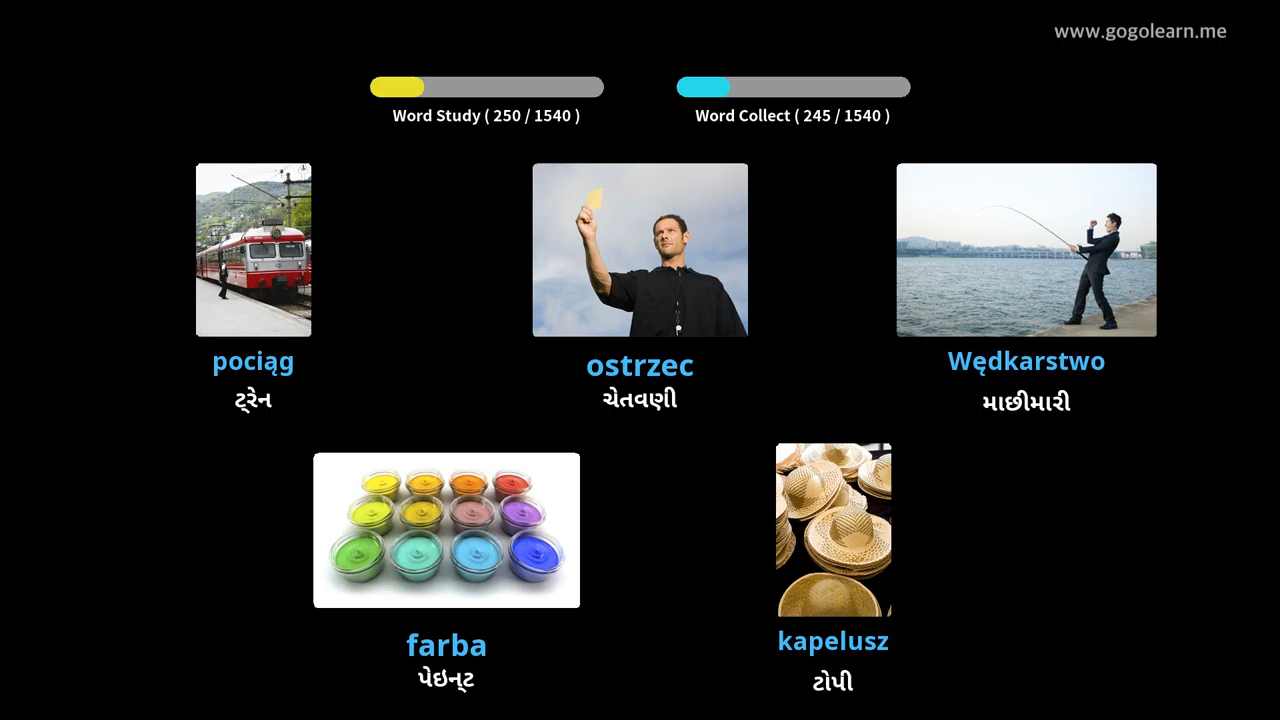 www.gogolearn.me
Word Study ( 250 / 1540 )
Word Collect ( 245 / 1540 )
pociąg
ટ્રેન
ostrzec
ચેતવણી
Wędkarstwo
માછીમારી
farba
પેઇન્ટ
kapelusz
ટોપી